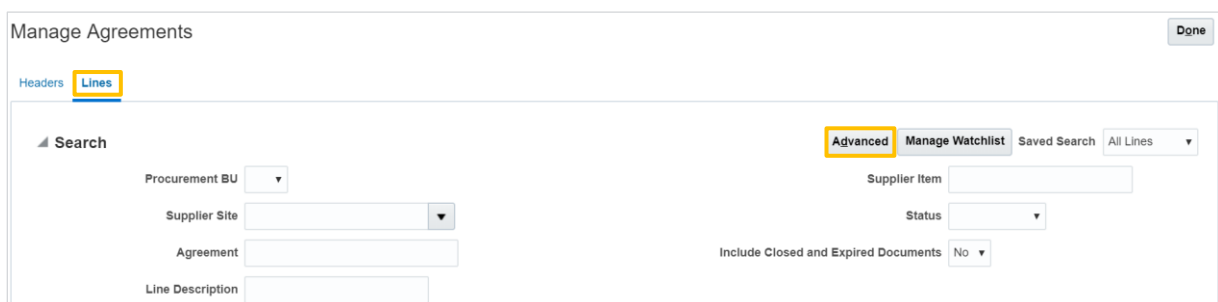 Manage Agreements Done
Headers Lines
Search Advanced Manage Watchlist Saved Search All Lines
Procurement BU Supplier Item
Supplier Site Status
Agreement Include Closed and Expired Documents No
Line Description